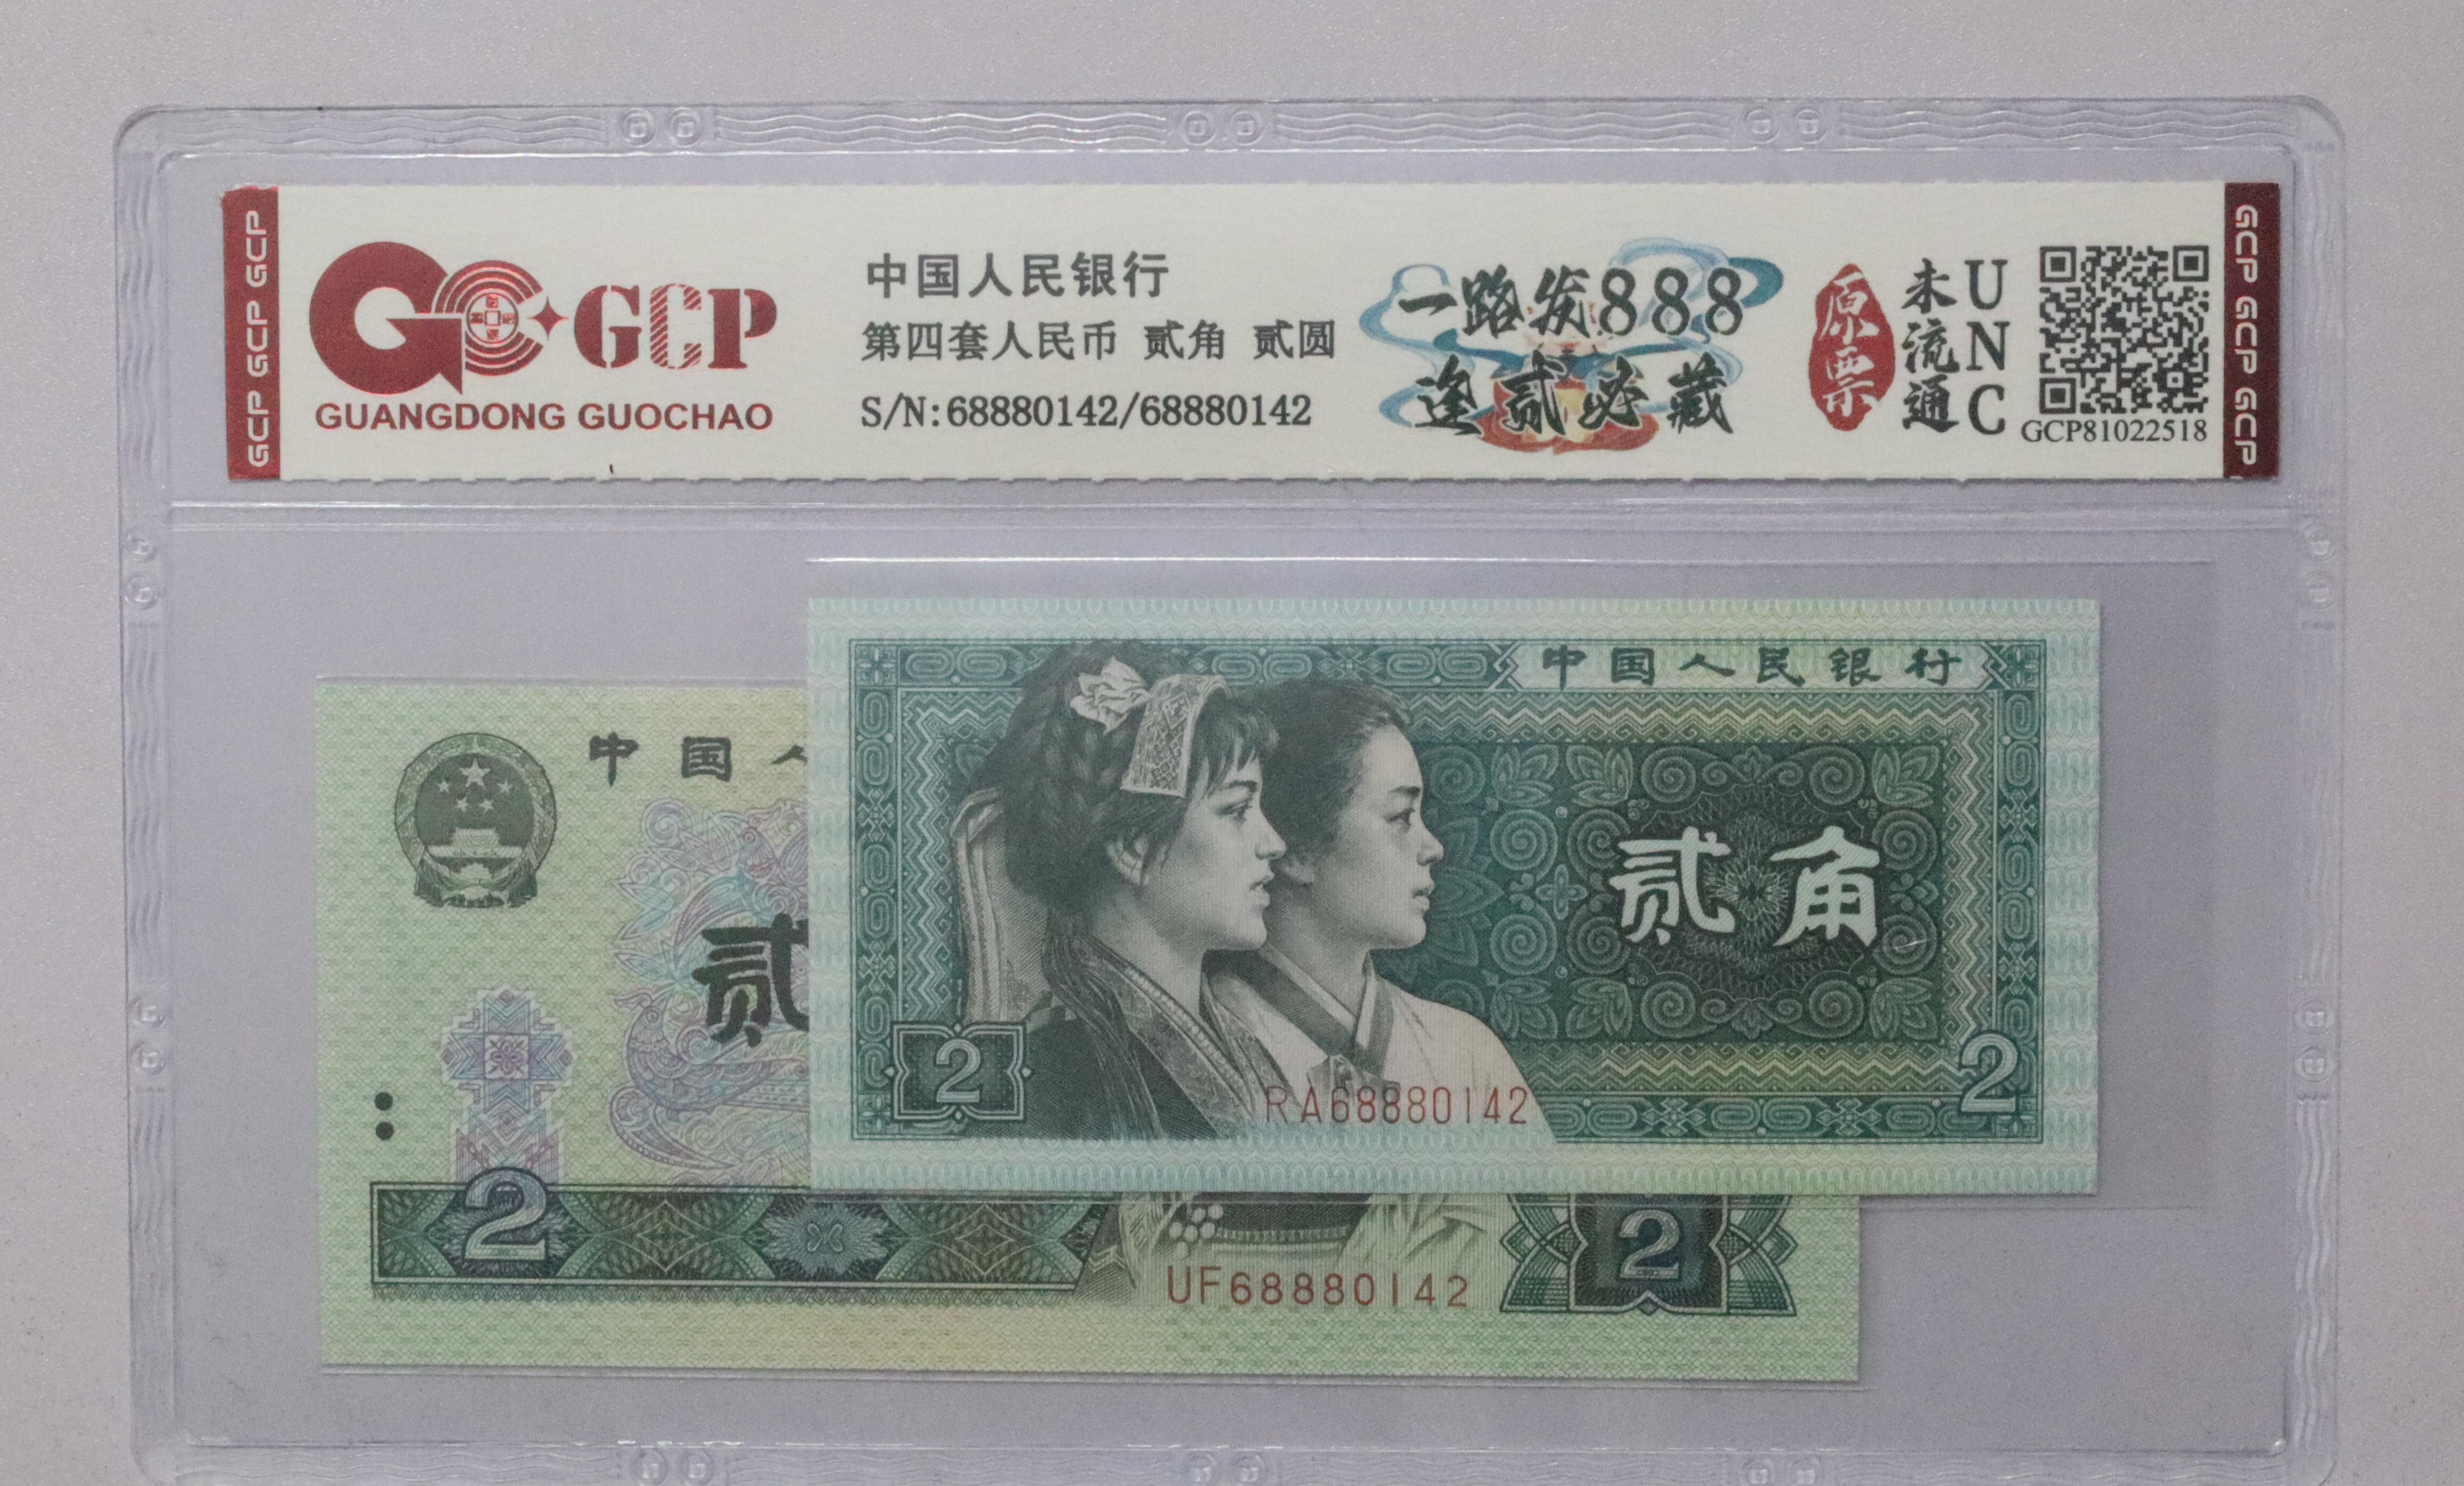 GCP GCP GCP
GCP
GUANGDONG GUOCHAO
中国人民银行
第四套人民币 贰角 贰圆
S/N:68880142/68880142
一路发888
逢贰必藏
原票
未流通
UNC
GCP81022518
GCP GCP GCP
中国人民银行
贰角
2
2
RA68880142
中国人
贰
2
2
UF68880142